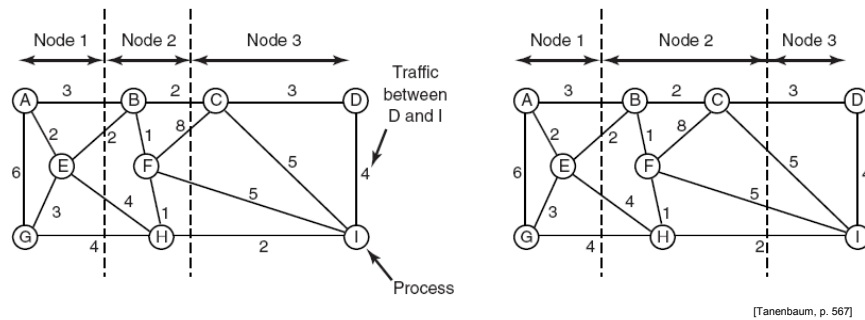 Node 1 Node 2 Node 3
Traffic
between
D and I
A 3 B 2 C 3 D
2 2 1 8
6 E F 5 4
3 4 1 5
G 4 H 2 I
Process
Node 1 Node 2 Node 3
A 3 B 2 C 3 D
2 2 1 8
6 E F 5 4
3 4 1 5
G 4 H 2 I
[Tanenbaum, p. 567]